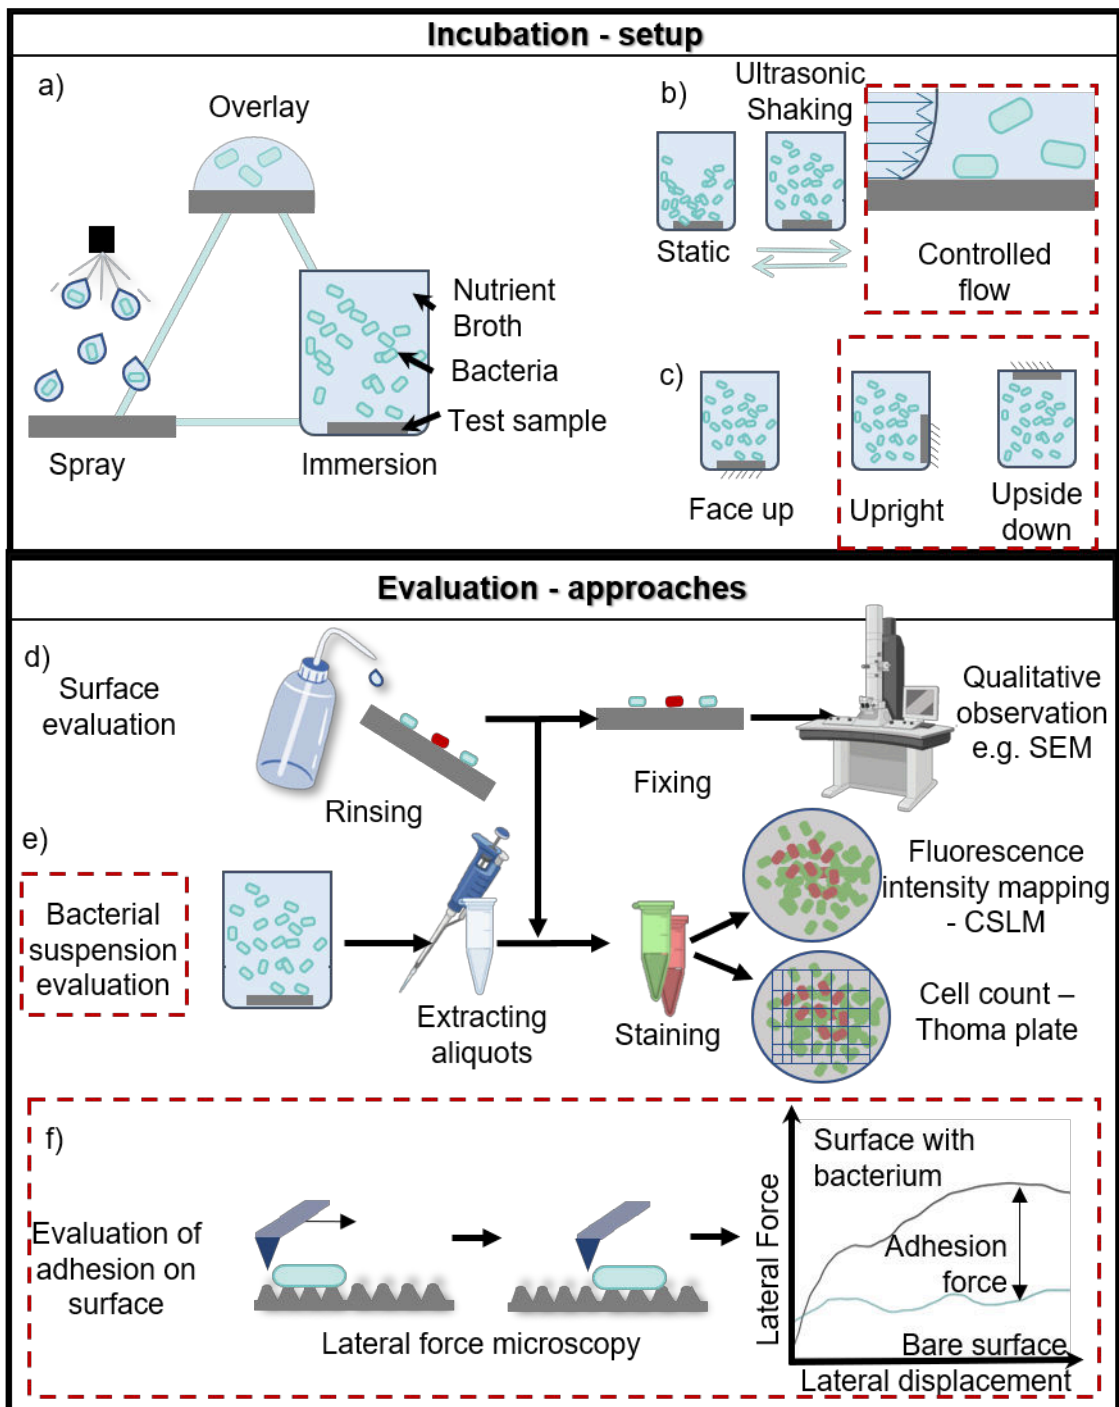 Incubation - setup
a)
Overlay
Nutrient
Broth
Bacteria
Test sample
Spray
Immersion
b)
Ultrasonic
Shaking
Static
Controlled
flow
c)
Face up
Upright
Upside
down
Evaluation - approaches
d)
Surface
evaluation
Rinsing
Fixing
Qualitative
observation
e.g. SEM
e)
Bacterial
suspension
evaluation
Extracting
aliquots
Staining
Fluorescence
intensity mapping
- CSLM
Cell count –
Thoma plate
f)
Evaluation of
adhesion on
surface
Lateral force microscopy
Lateral Force
Surface with
bacterium
Adhesion
force
Bare surface
Lateral displacement